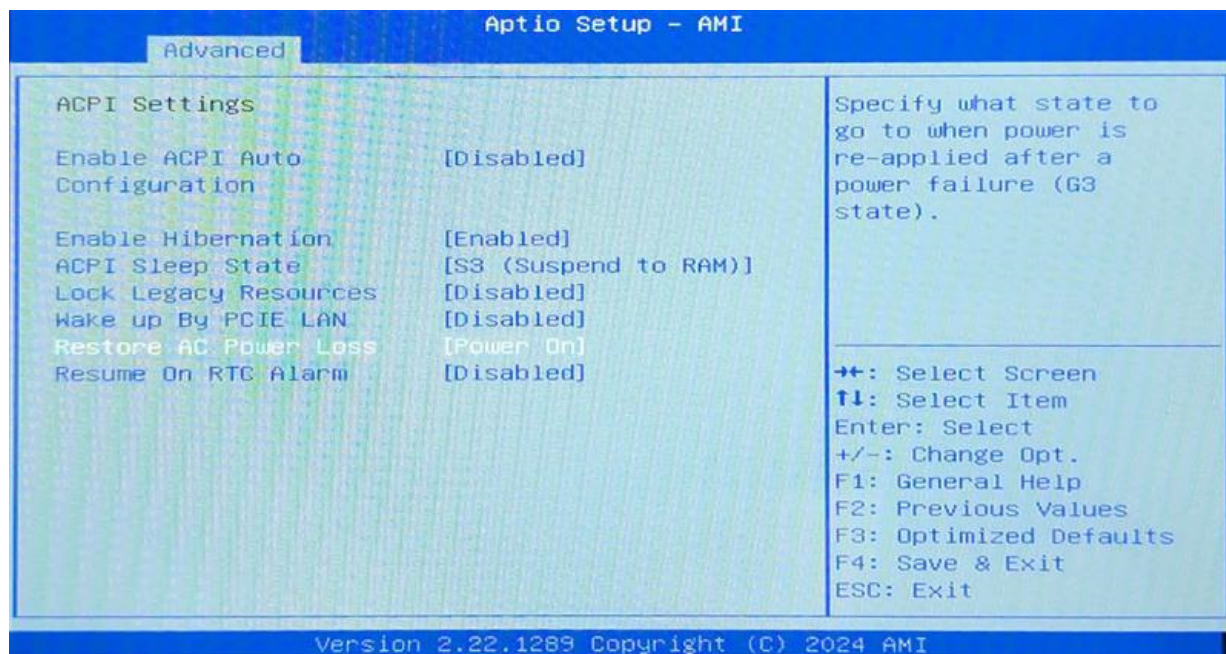 Aptio Setup – AMI
Advanced
ACPI Settings
Enable ACPI Auto [Disabled]
Configuration
Enable Hibernation [Enabled]
ACPI Sleep State [S3 (Suspend to RAM)]
Lock Legacy Resources [Disabled]
Wake up By PCIE LAN [Disabled]
Restore AC Power Loss [Power On]
Resume On RTC Alarm [Disabled]
Specify what state to
go to when power is
re-applied after a
power failure (G3
state).
→←: Select Screen
↑↓: Select Item
Enter: Select
+/-: Change Opt.
F1: General Help
F2: Previous Values
F3: Optimized Defaults
F4: Save & Exit
ESC: Exit
Version 2.22.1289 Copyright (C) 2024 AMI